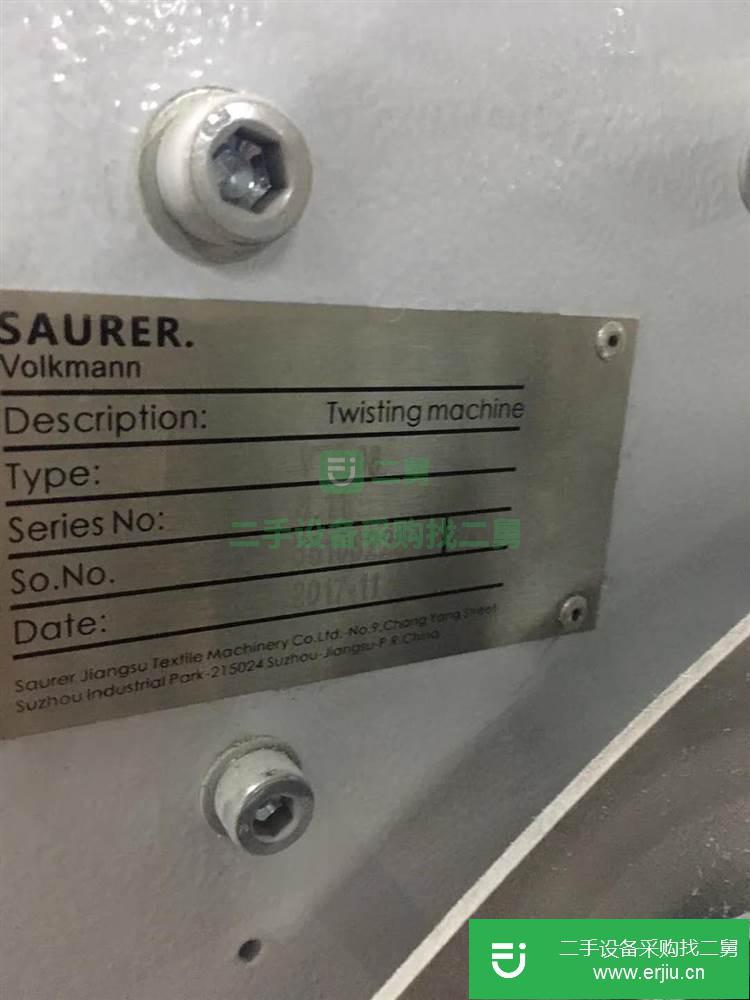 SAURER.
Volkmann
Description: Twisting machine
Type:
二舅
Series No:
二手设备采购找二舅
So.No.
Date: 2017-11
Saurer Jiangsu Textile Machinery Co.Ltd.-No.9,Chang Yang Street
Suzhou Industrial Park-215024 Suzhou-Jiangsu-P.R.China
二手设备采购找二舅
www.erjiu.cn